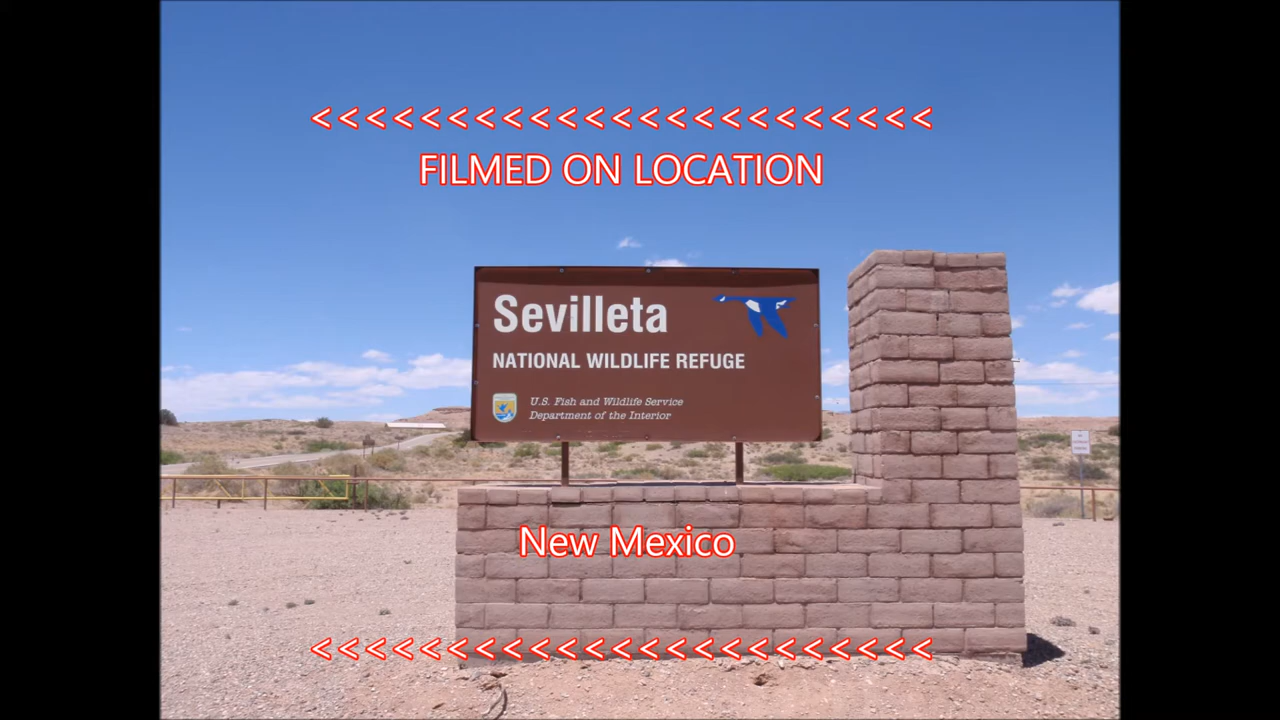 <<<<<<<<<<<<<<<<<<<<<<<
FILMED ON LOCATION
Sevilleta
NATIONAL WILDLIFE REFUGE
U.S. Fish and Wildlife Service
Department of the Interior
New Mexico
<<<<<<<<<<<<<<<<<<<<<<<